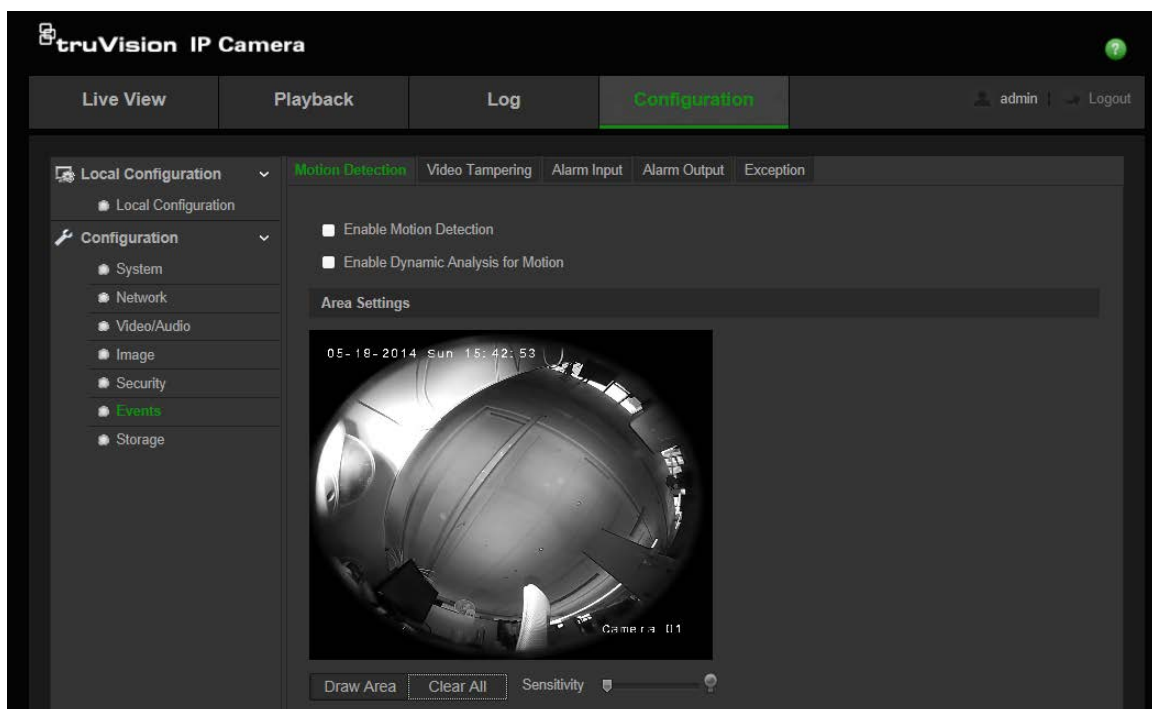 truVision IP Camera
?
Live View Playback Log Configuration admin | Logout
Local Configuration
Local Configuration
Configuration
System
Network
Video/Audio
Image
Security
Events
Storage
Motion Detection Video Tampering Alarm Input Alarm Output Exception
Enable Motion Detection
Enable Dynamic Analysis for Motion
Area Settings
05-18-2014 Sun 15:42:53
Camera 01
Draw Area Clear All Sensitivity